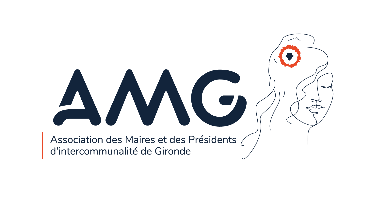 AMG
Association des Maires et des Présidents
d'intercommunalité de Gironde